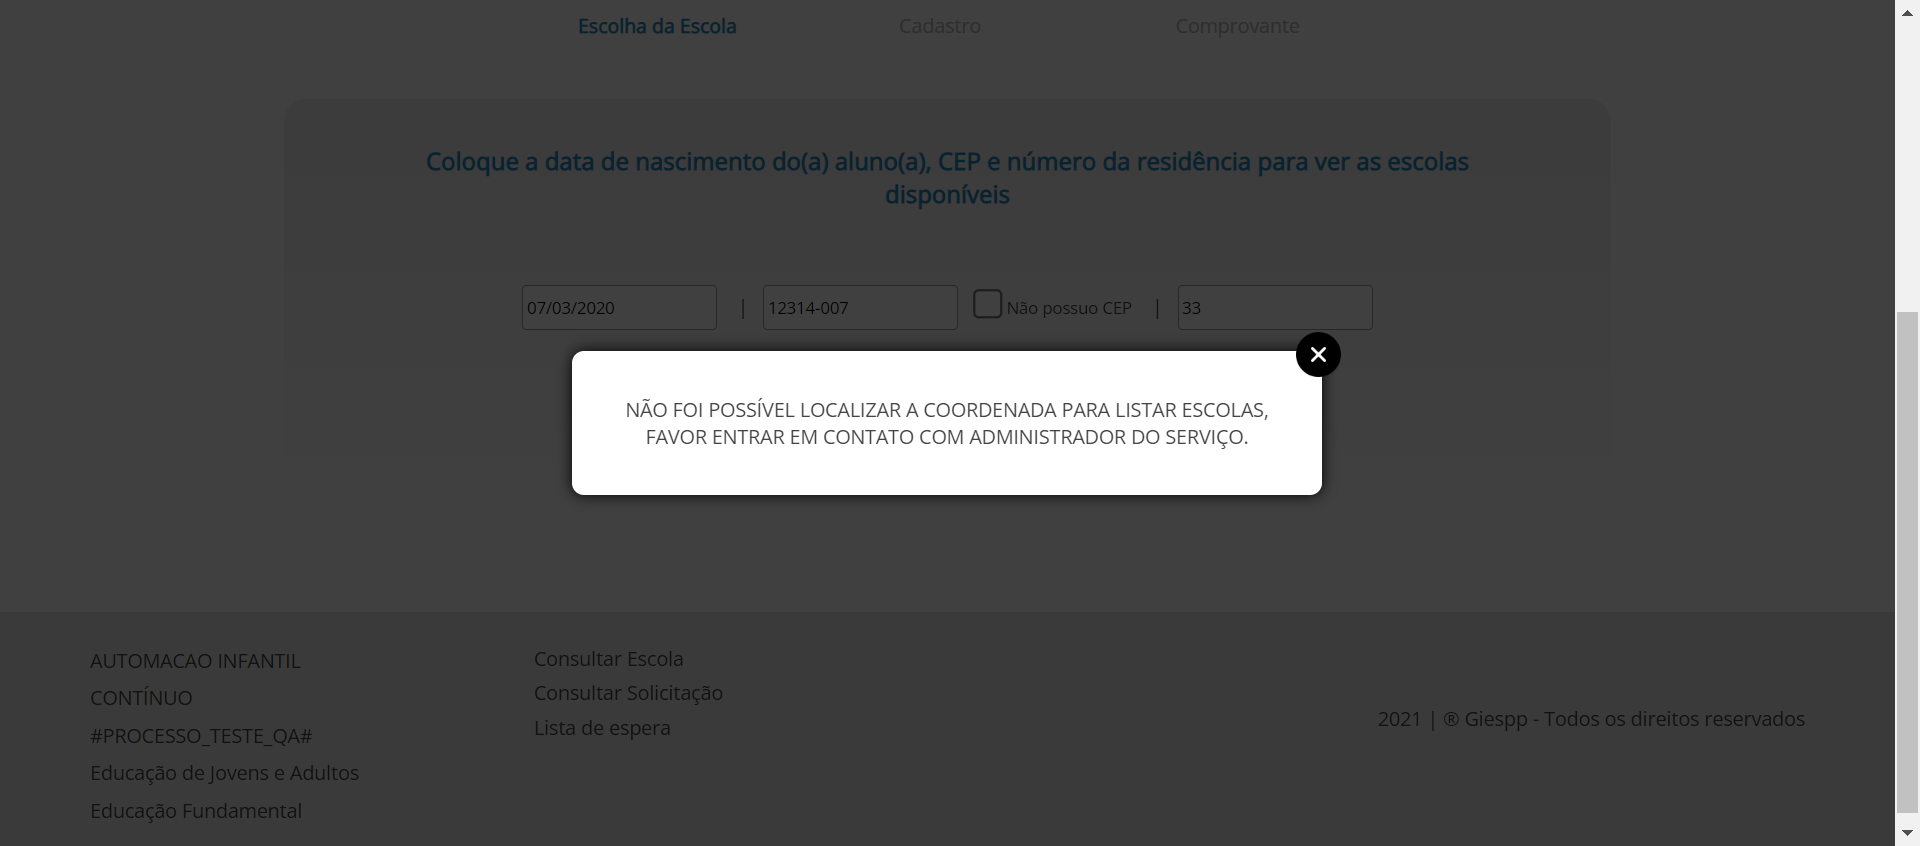 Escolha da Escola
Cadastro
Comprovante
Coloque a data de nascimento do(a) aluno(a), CEP e número da residência para ver as escolas
disponíveis
07/03/2020 | 12314-007 Não possuo CEP | 33
NÃO FOI POSSÍVEL LOCALIZAR A COORDENADA PARA LISTAR ESCOLAS,
FAVOR ENTRAR EM CONTATO COM ADMINISTRADOR DO SERVIÇO.
AUTOMACAO INFANTIL
CONTÍNUO
#PROCESSO_TESTE_QA#
Educação de Jovens e Adultos
Educação Fundamental
Consultar Escola
Consultar Solicitação
Lista de espera
2021 | ® Giespp - Todos os direitos reservados